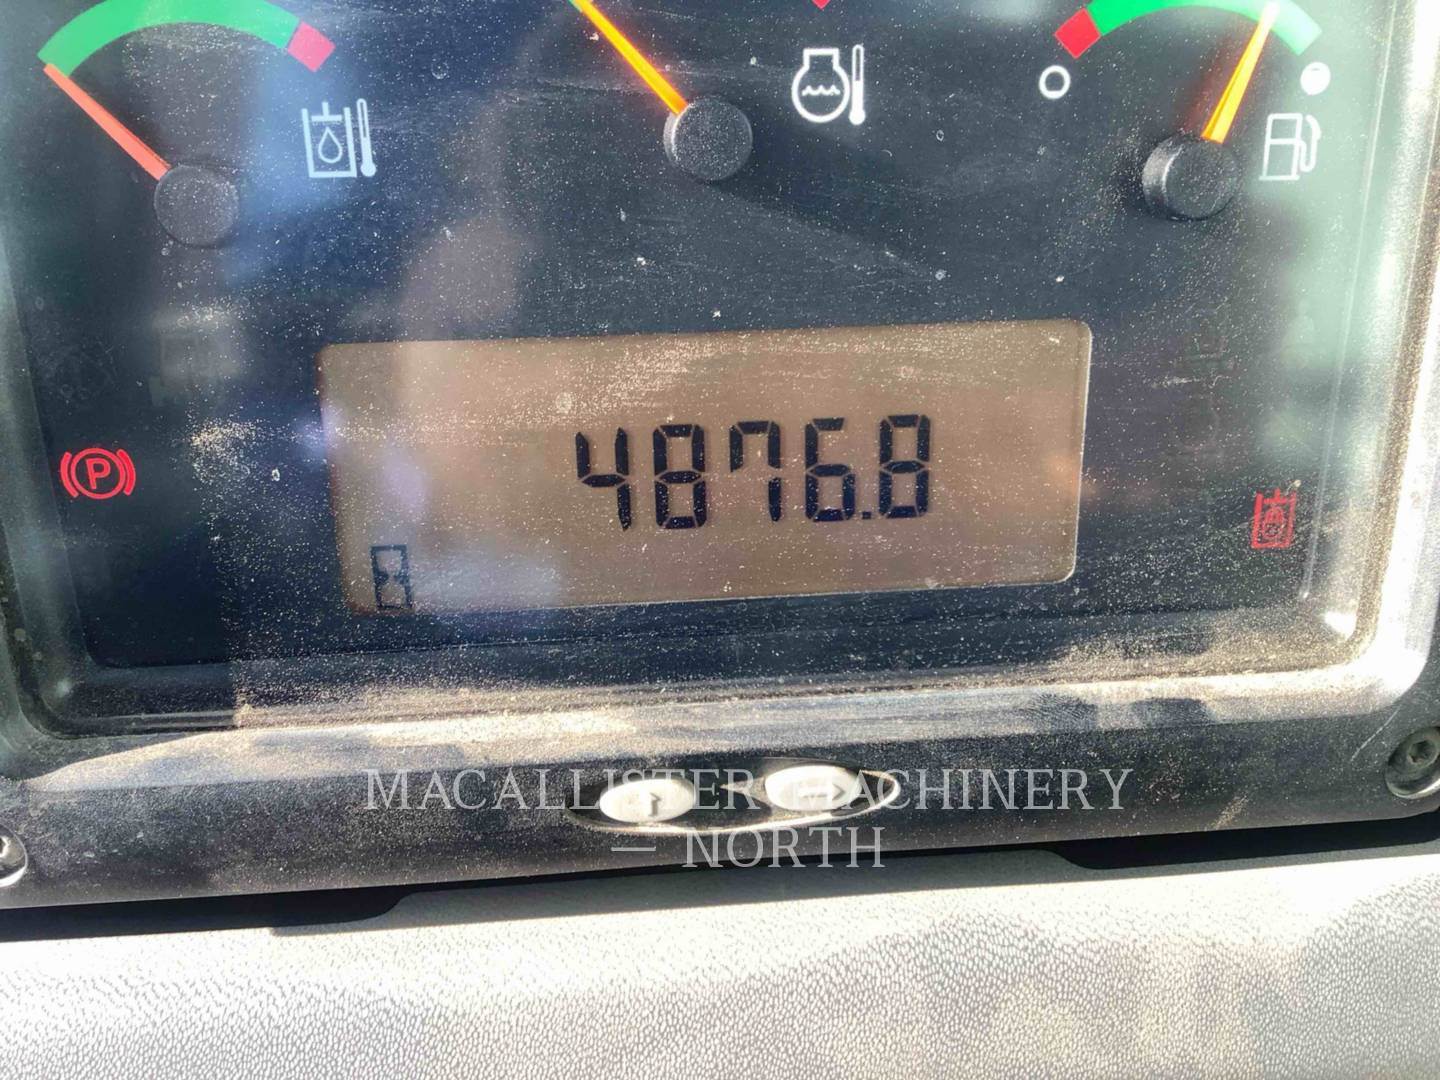 4876.8
P
MACALLISTER MACHINERY
— NORTH